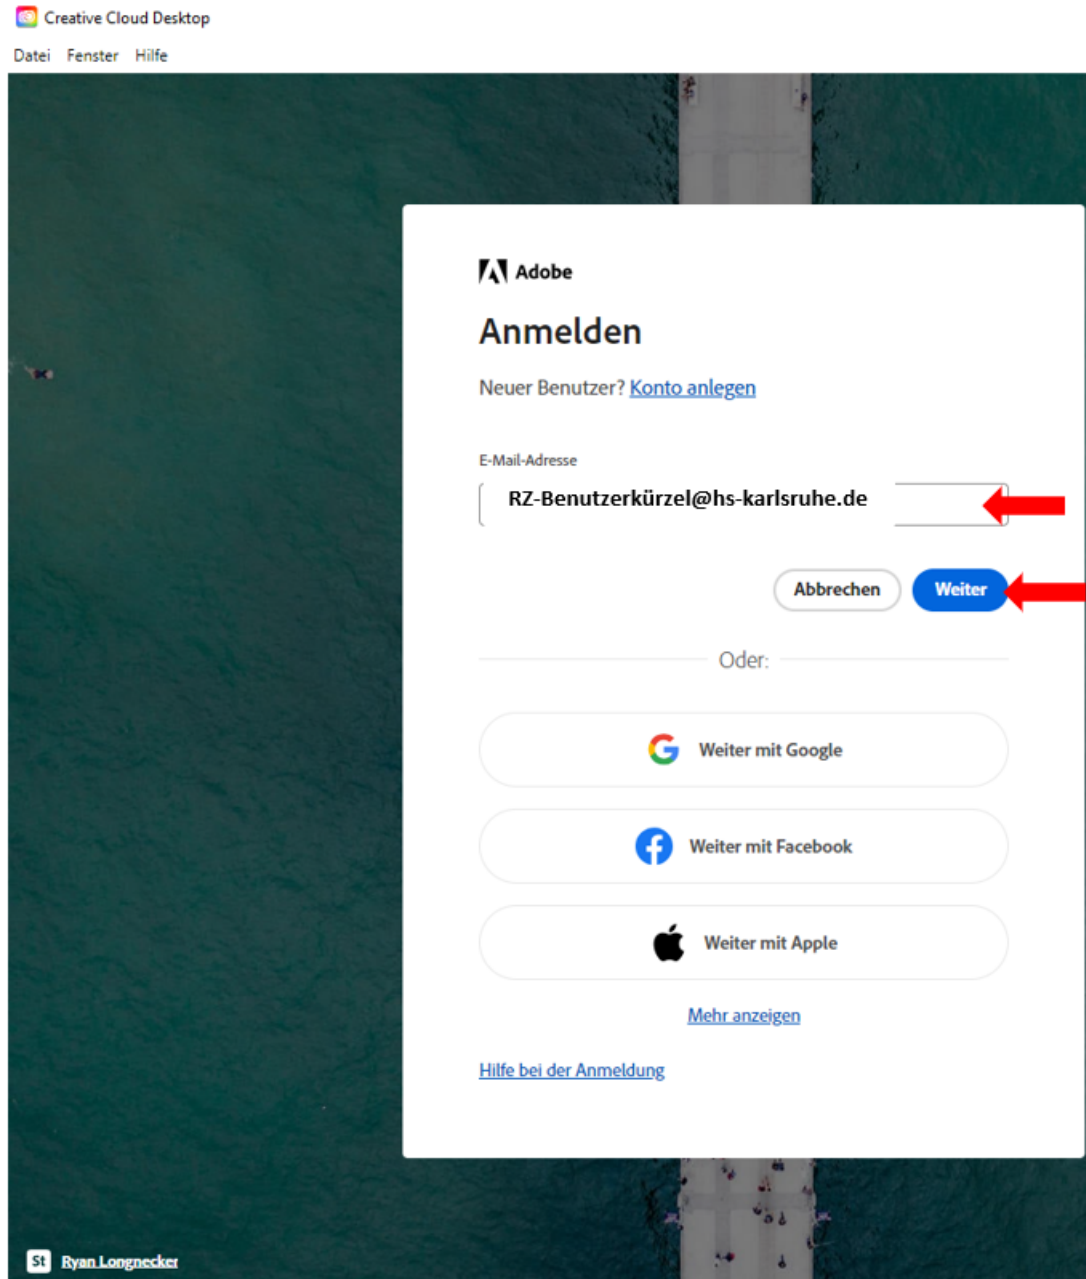 Creative Cloud Desktop
Datei Fenster Hilfe
Adobe
Anmelden
Neuer Benutzer? Konto anlegen
E-Mail-Adresse
RZ-Benutzerkürzel@hs-karlsruhe.de
Abbrechen Weiter
Oder:
Weiter mit Google
Weiter mit Facebook
Weiter mit Apple
Mehr anzeigen
Hilfe bei der Anmeldung
St Ryan Longnecker